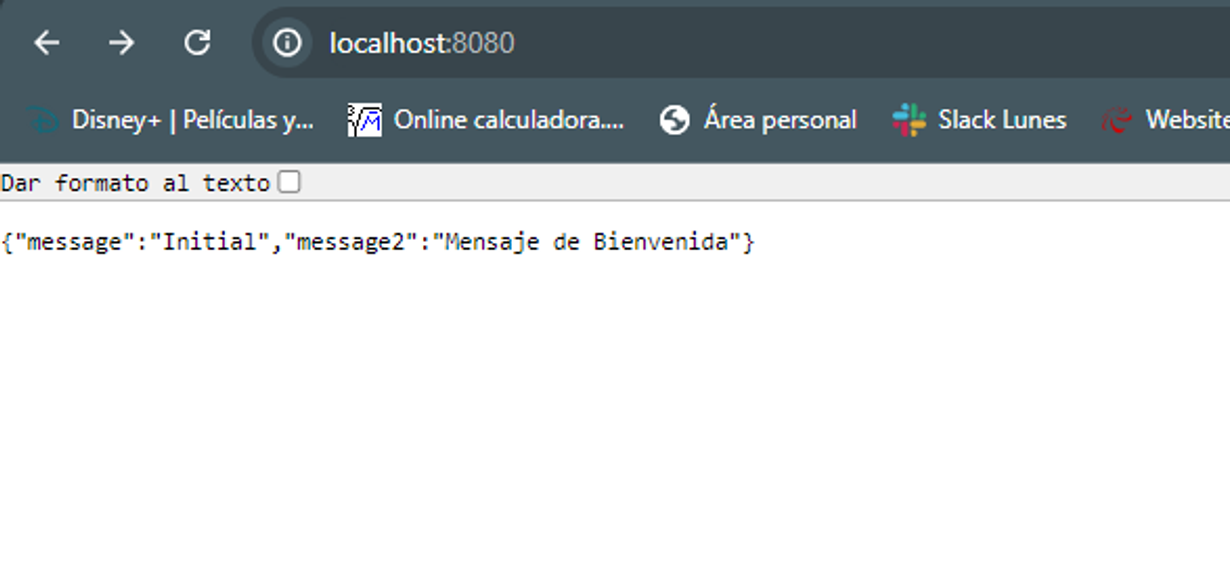 localhost:8080
Disney+ | Películas y... Online calculadora.... Área personal Slack Lunes Website
Dar formato al texto
{"message":"Initial","message2":"Mensaje de Bienvenida"}